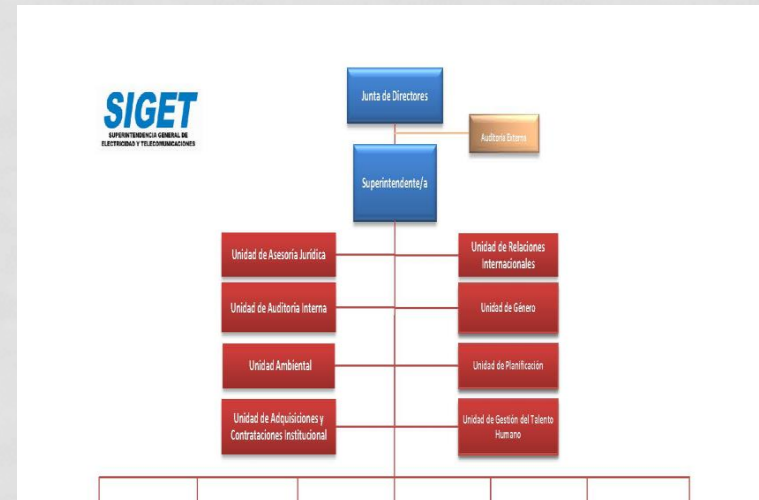 Junta de Directores
SIGET
SUPERINTENDENCIA GENERAL DE
ELECTRICIDAD Y TELECOMUNICACIONES
Auditoria Externa
Superintendente/a
Unidad de Asesoría Jurídica
Unidad de Relaciones
Internacionales
Unidad de Auditoria Interna
Unidad de Género
Unidad Ambiental
Unidad de Planificación
Unidad de Adquisiciones y
Contrataciones Institucional
Unidad de Gestión del Talento
Humano